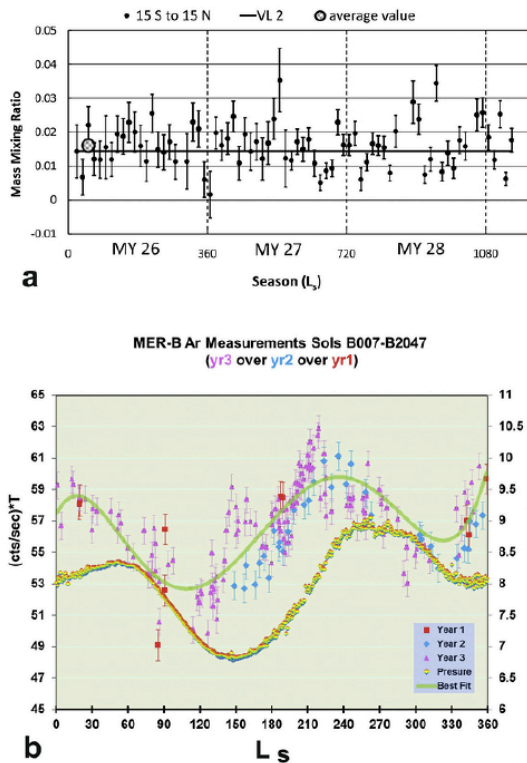 15 S to 15 N VL 2 average value
0.05
0.04
0.03
0.02
0.01
0
-0.01
Mass Mixing Ratio
MY 26 MY 27 MY 28
0 360 720 1080
Season (Ls)
a
MER-B Ar Measurements Sols B007-B2047
(yr3 over yr2 over yr1)
65 11
63 10.5
61 10
59 9.5
57 9
55 8.5
53 8
51 7.5
49 7
47 6.5
45 6
(cts/sec)*T
Year 1
Year 2
Year 3
Presure
Best Fit
0 30 60 90 120 150 180 210 240 270 300 330 360
b
Ls